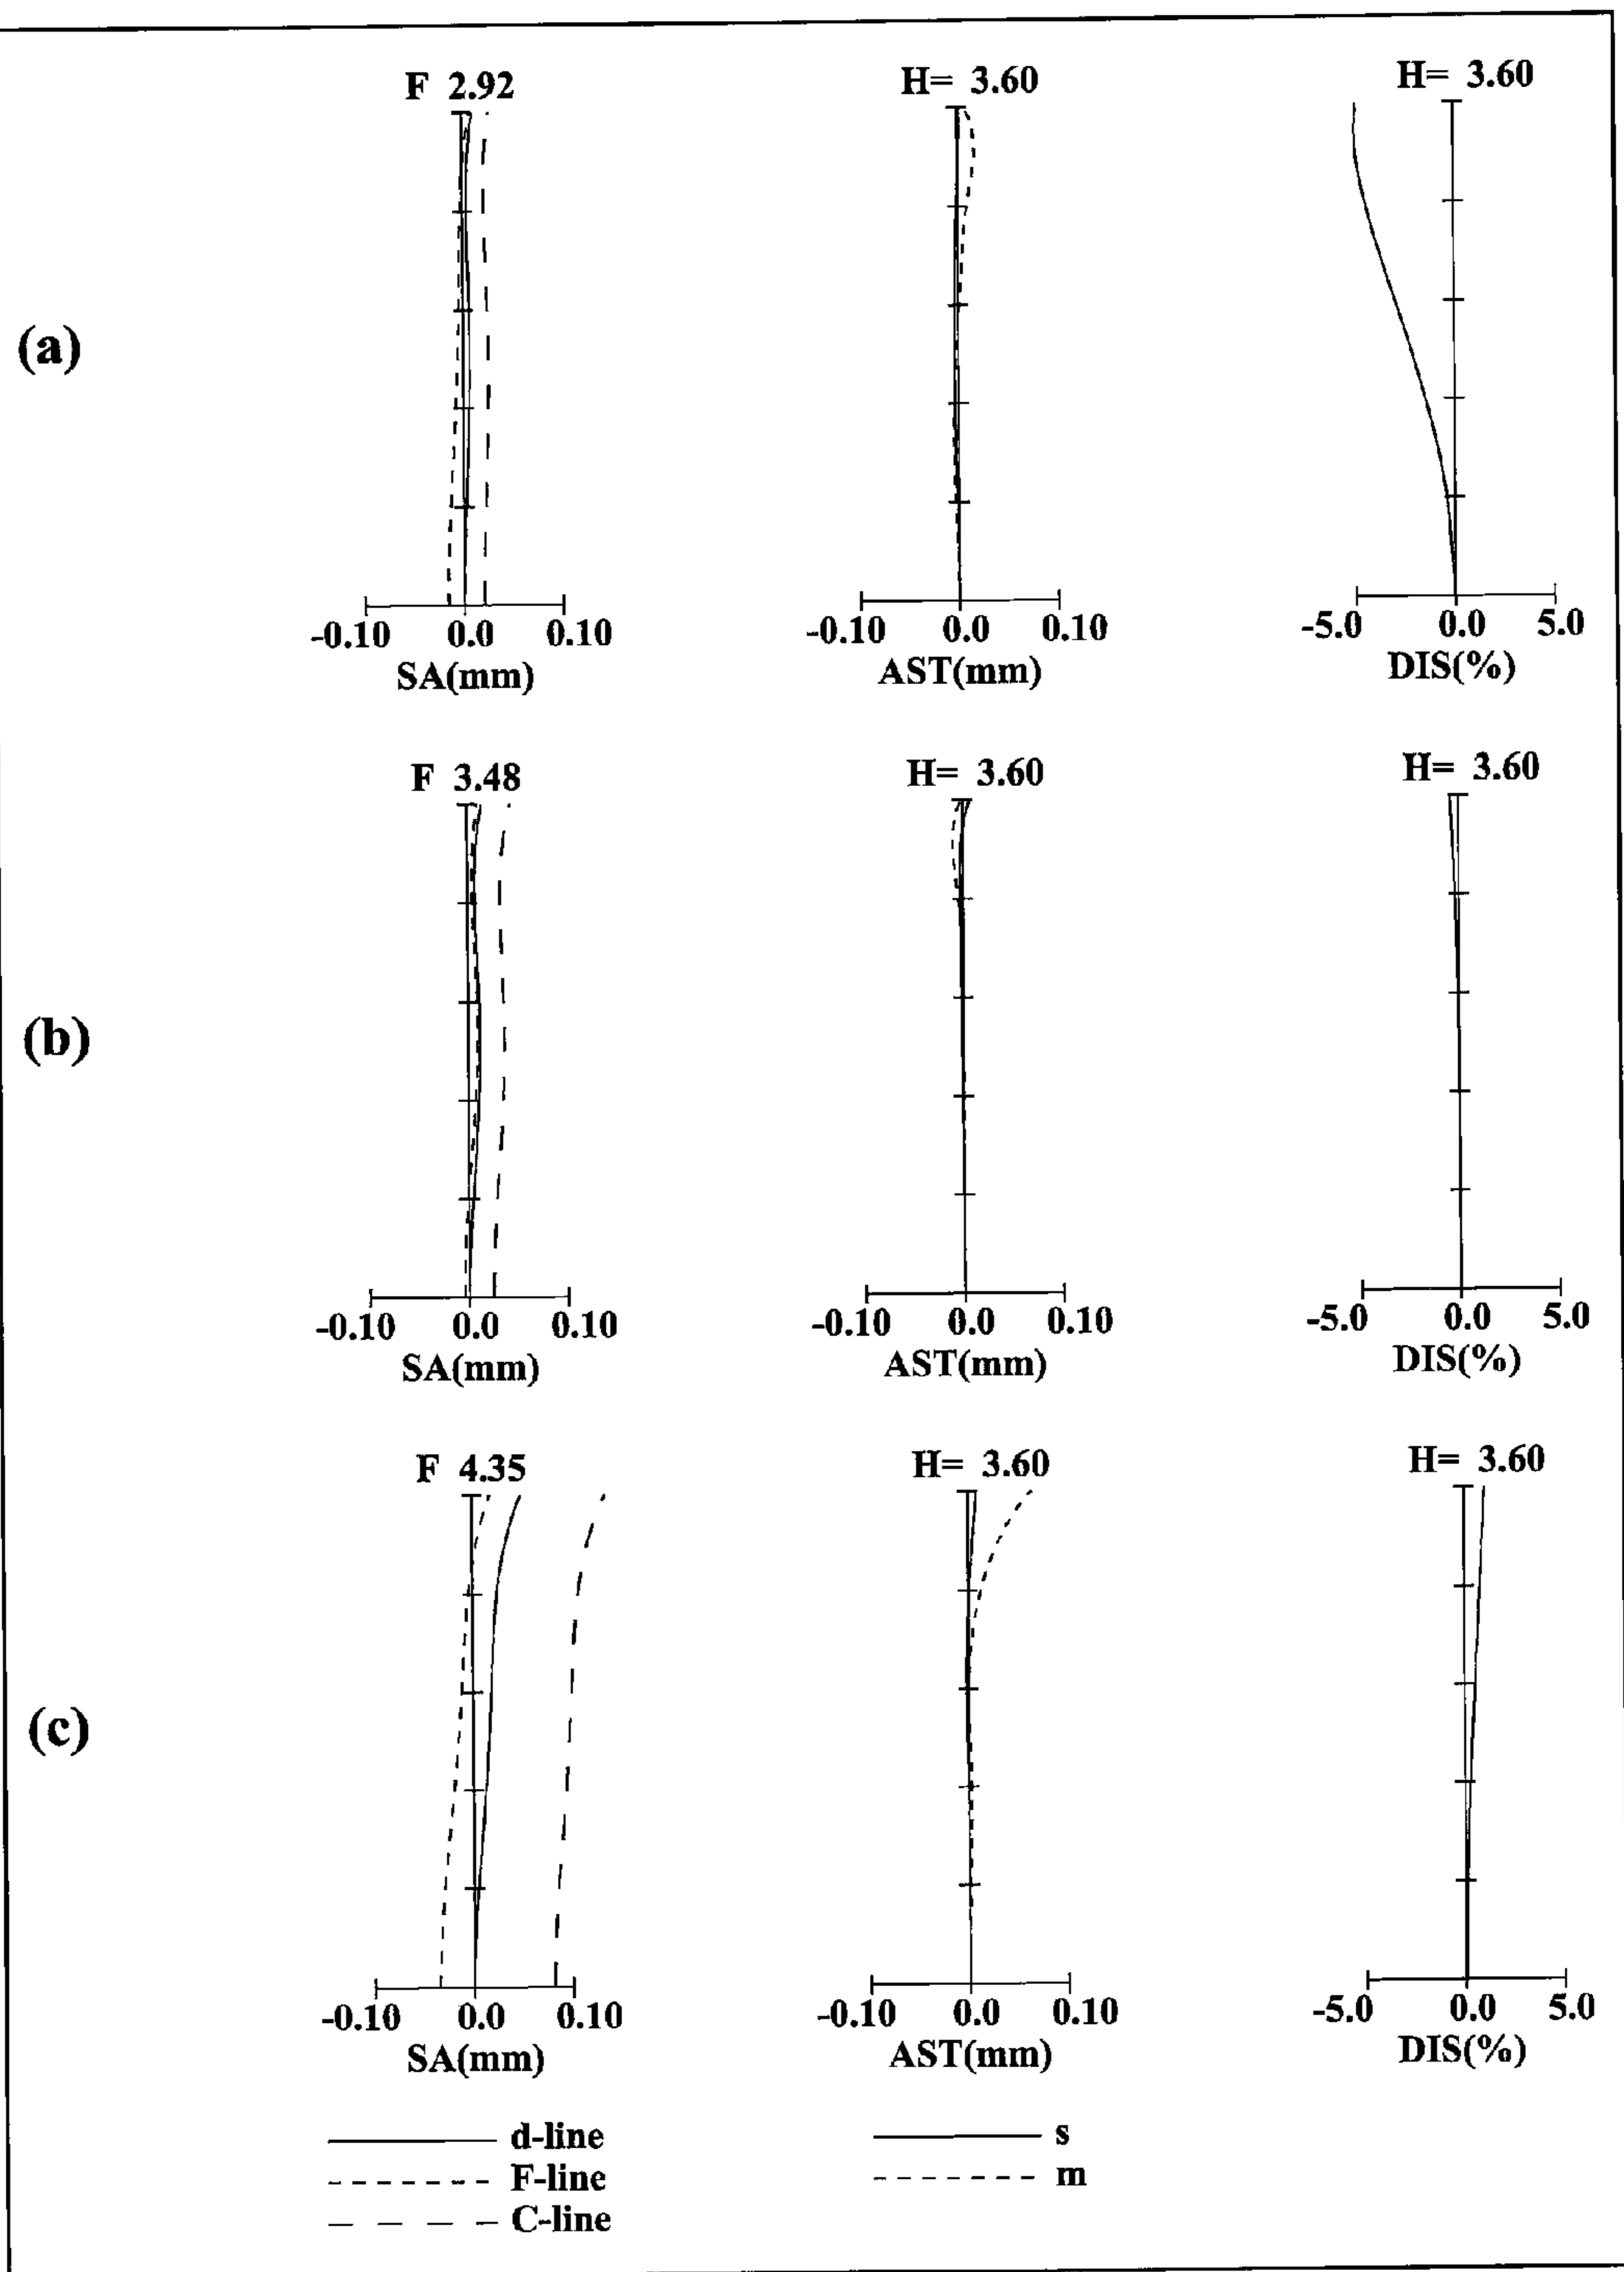 F 2.92 H= 3.60 H= 3.60
(a)
-0.10 0.0 0.10 -0.10 0.0 0.10 -5.0 0.0 5.0
SA(mm) AST(mm) DIS(%)
F 3.48 H= 3.60 H= 3.60
(b)
-0.10 0.0 0.10 -0.10 0.0 0.10 -5.0 0.0 5.0
SA(mm) AST(mm) DIS(%)
F 4.35 H= 3.60 H= 3.60
(c)
-0.10 0.0 0.10 -0.10 0.0 0.10 -5.0 0.0 5.0
SA(mm) AST(mm) DIS(%)
d-line s
F-line m
C-line